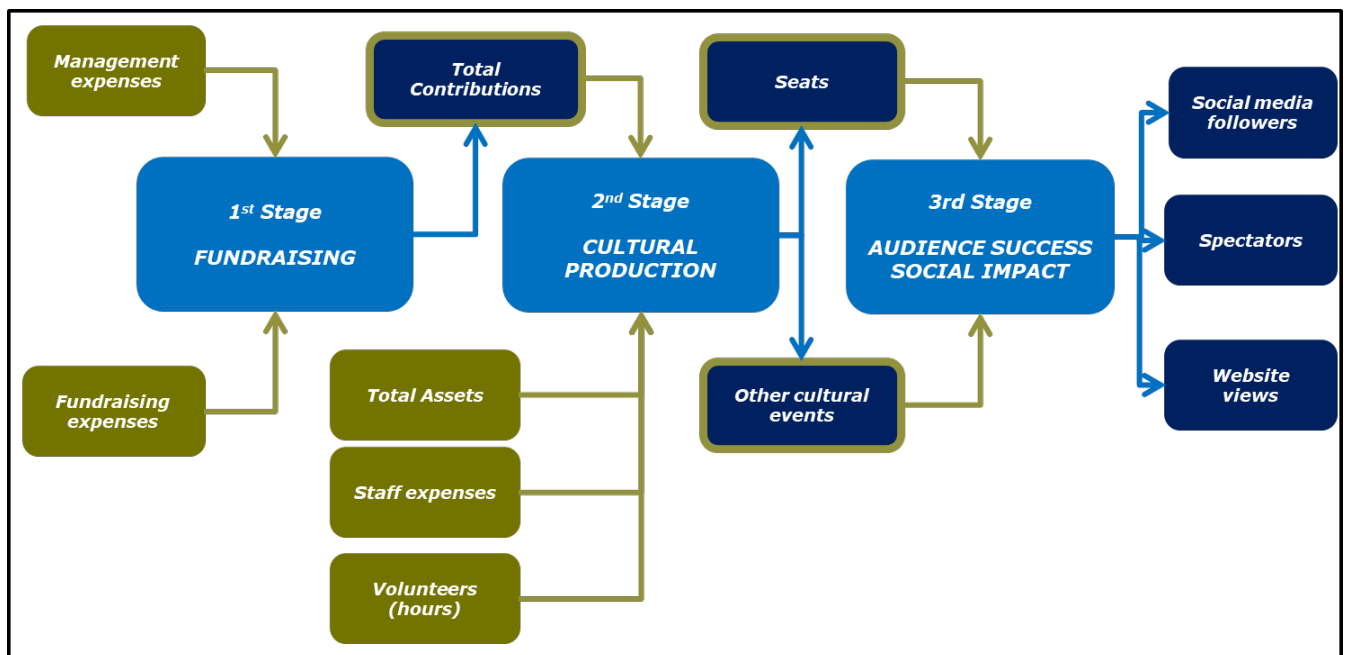 Management
expenses
Total
Contributions
Seats
Social media
followers
1st Stage
FUNDRAISING
2nd Stage
CULTURAL
PRODUCTION
3rd Stage
AUDIENCE SUCCESS
SOCIAL IMPACT
Spectators
Fundraising
expenses
Total Assets
Other cultural
events
Website
views
Staff expenses
Volunteers
(hours)